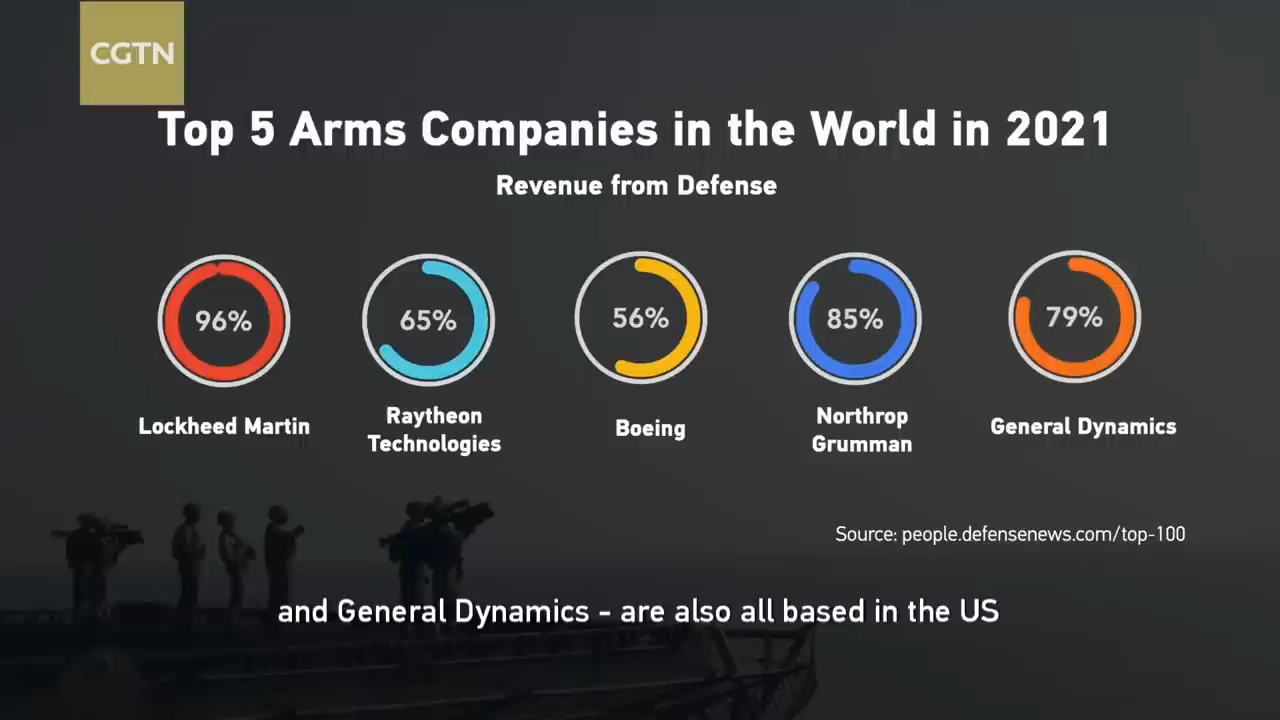 CGTN
Top 5 Arms Companies in the World in 2021
Revenue from Defense
96%
65%
56%
85%
79%
Lockheed Martin
Raytheon
Technologies
Boeing
Northrop
Grumman
General Dynamics
Source: people.defensenews.com/top-100
and General Dynamics - are also all based in the US